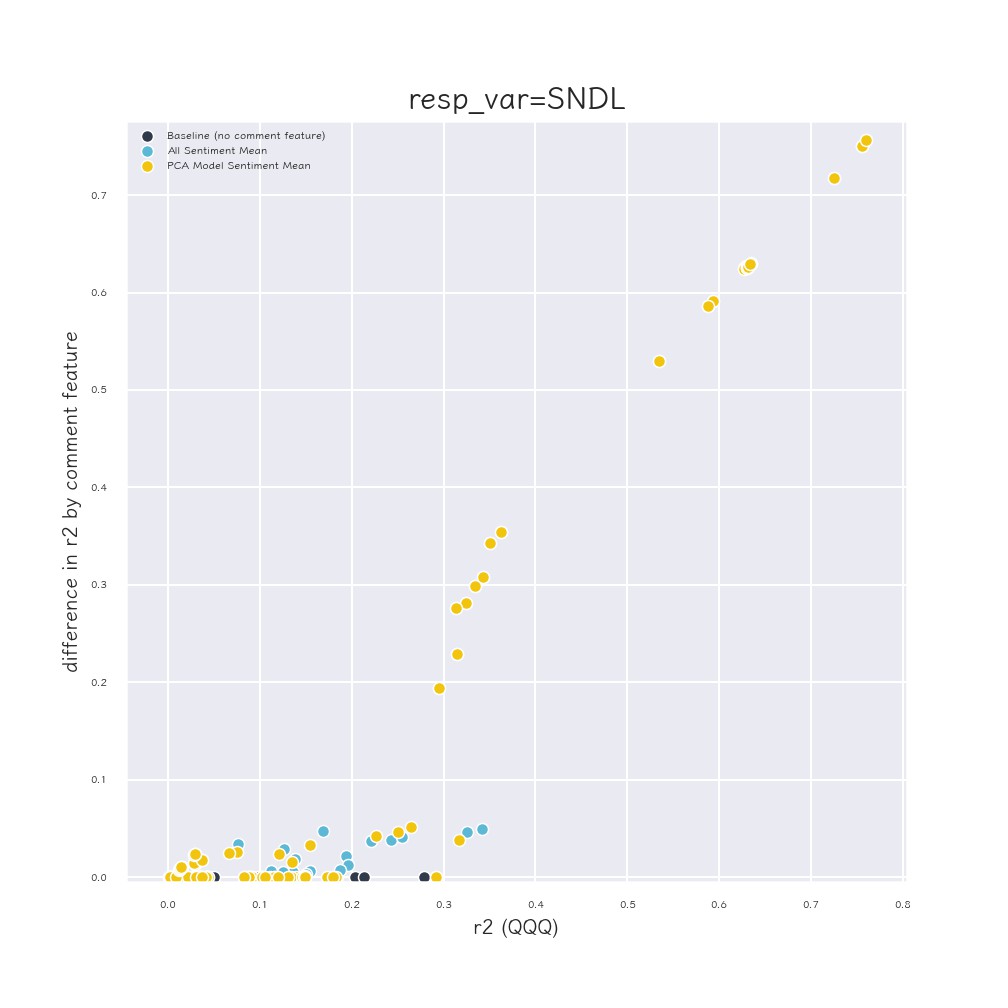 resp_var=SNDL
Baseline (no comment feature)
All Sentiment Mean
PCA Model Sentiment Mean
difference in r2 by comment feature
0.7
0.6
0.5
0.4
0.3
0.2
0.1
0.0
0.0 0.1 0.2 0.3 0.4 0.5 0.6 0.7 0.8
r2 (QQQ)